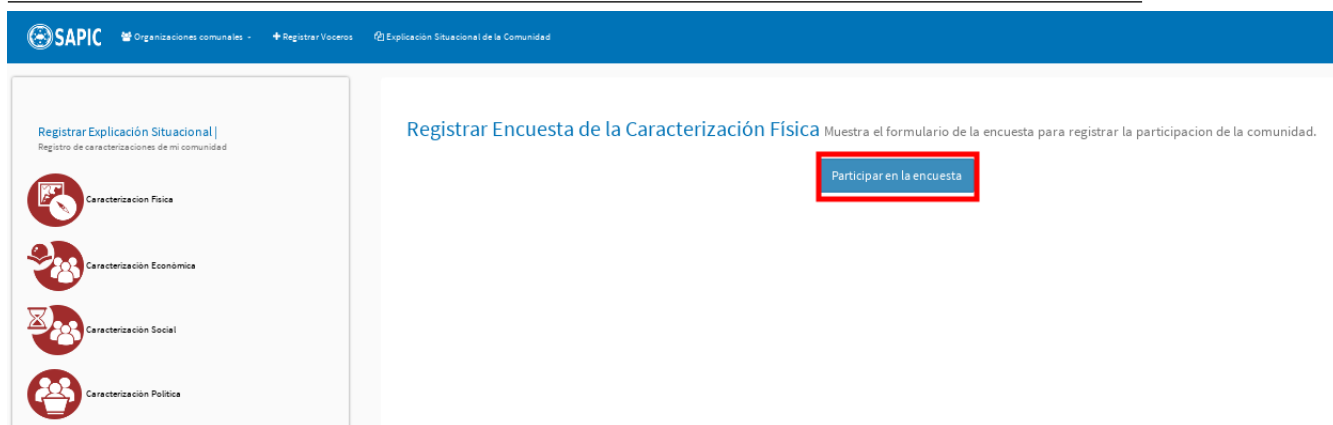 SAPIC Organizaciones comunales - Registrar Voceros Explicación Situacional de la Comunidad
Registrar Explicación Situacional |
Registro de caracterizaciones de mi comunidad
Caracterizacion Fisica
Caracterización Económica
Caracterización Social
Caracterización Política
Registrar Encuesta de la Caracterización Física Muestra el formulario de la encuesta para registrar la participacion de la comunidad.
Participar en la encuesta